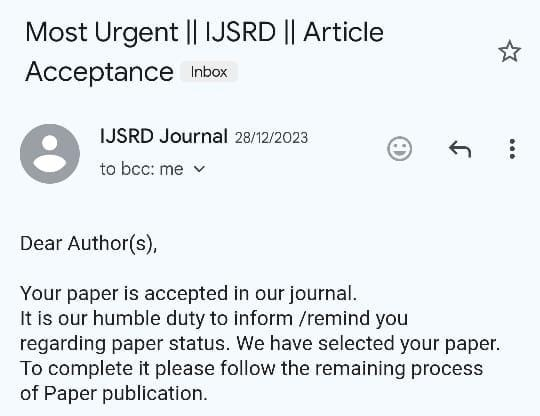 Most Urgent || IJSRD || Article
Acceptance Inbox
IJSRD Journal 28/12/2023
to bcc: me
Dear Author(s),
Your paper is accepted in our journal.
It is our humble duty to inform /remind you
regarding paper status. We have selected your paper.
To complete it please follow the remaining process
of Paper publication.